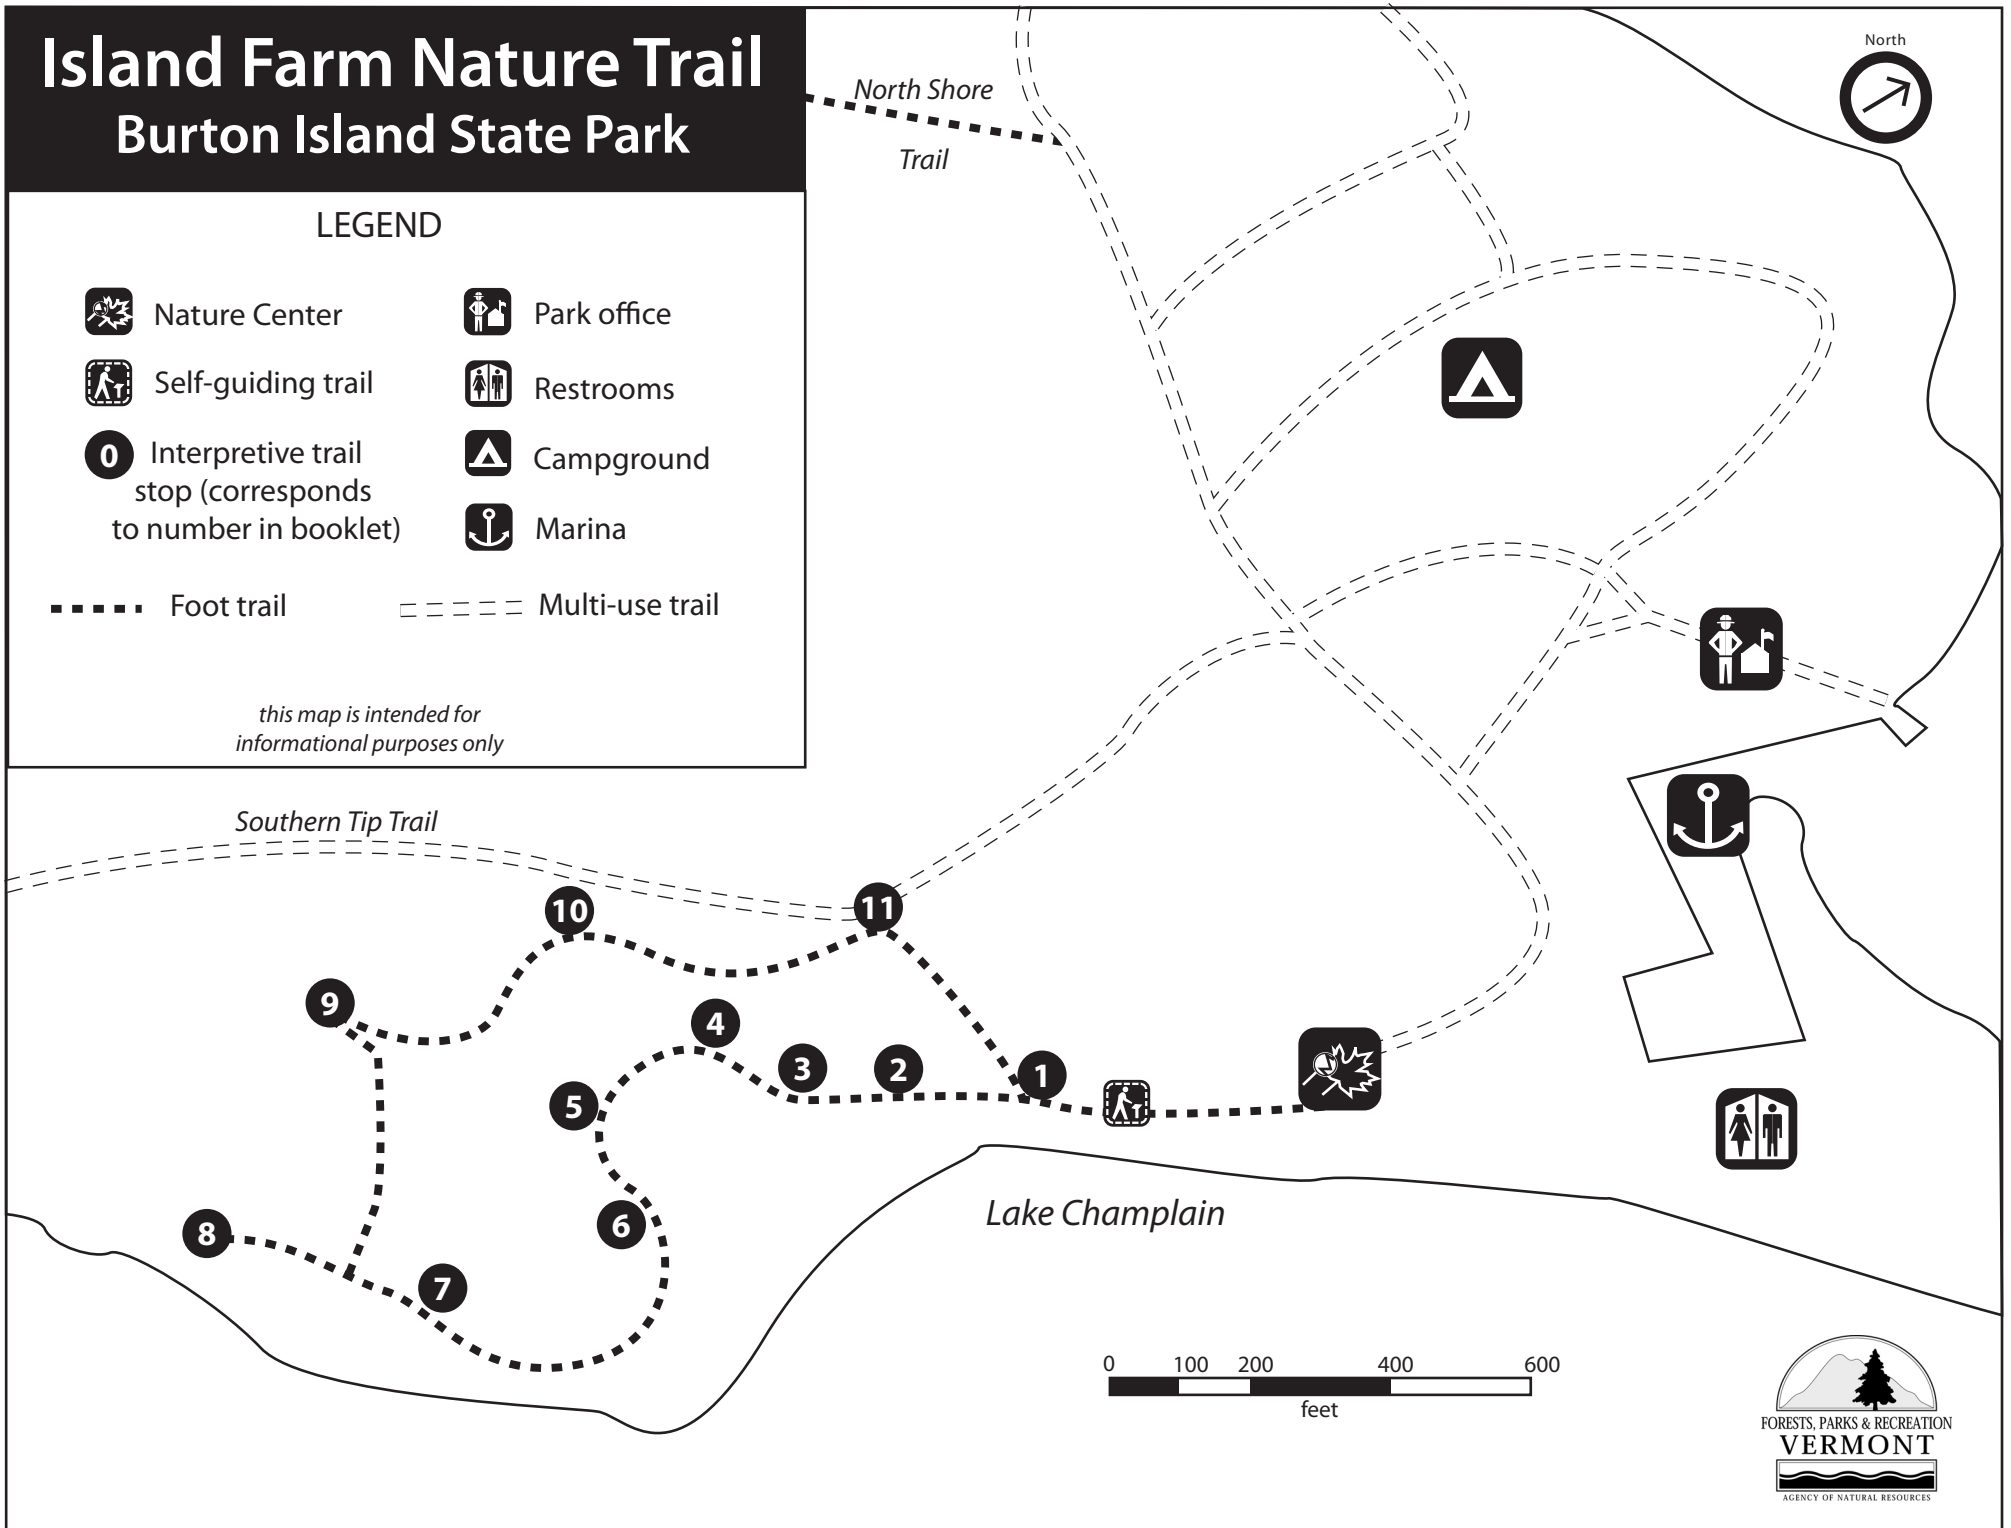 Island Farm Nature Trail
Burton Island State Park
LEGEND
Nature Center
Self-guiding trail
0
Interpretive trail
stop (corresponds
to number in booklet)
Park office
Restrooms
Campground
Marina
Foot trail
Multi-use trail
this map is intended for
informational purposes only
North Shore
Trail
North
Southern Tip Trail
10
11
9
4
3
2
1
5
6
8
7
Lake Champlain
0 100 200 400 600
feet
FORESTS, PARKS & RECREATION
VERMONT
AGENCY OF NATURAL RESOURCES